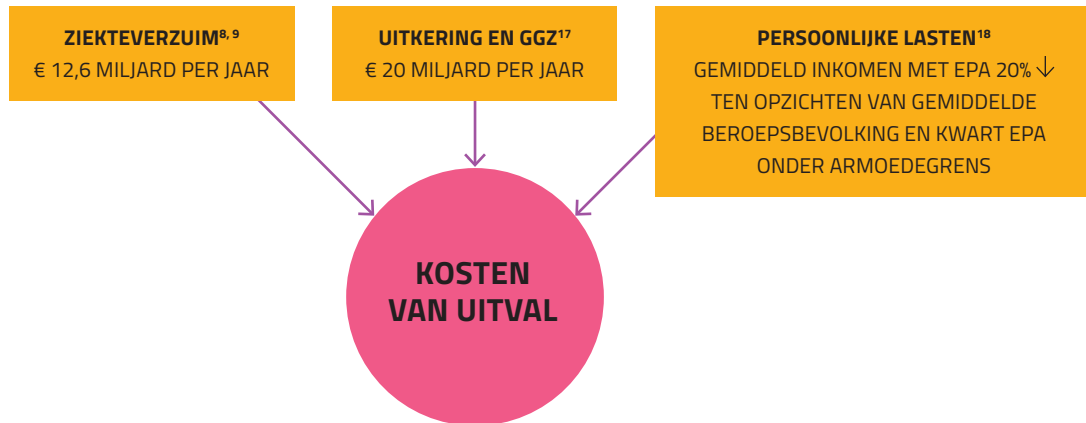 ZIEKTEVERZUIM⁸,⁹
€ 12,6 MILJARD PER JAAR
UITKERING EN GGZ¹⁷
€ 20 MILJARD PER JAAR
PERSOONLIJKE LASTEN¹⁸
GEMIDDELD INKOMEN MET EPA 20% ↓
TEN OPZICHTEN VAN GEMIDDELDE
BEROEPSBEVOLKING EN KWART EPA
ONDER ARMOEDEGRENS
KOSTEN
VAN UITVAL